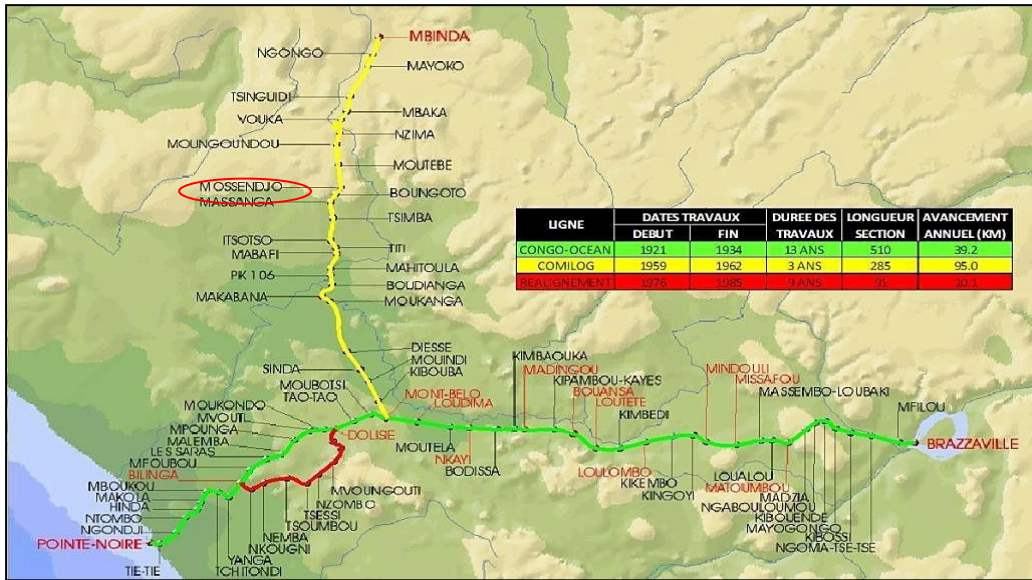 MBINDA
NGONGO
MAYOKO
TSINGUIDI
MBAKA
VOUKA
NZIMA
MOUNGOUNDOU
MOUTEBE
MOSSENDJO
BOUNGOTO
MASSANGA
TSIMBA
ITSOTSO
TITI
MABAFI
MAHITOULA
PK 106
BOUDIANGA
MAKABANA
MOUKANGA
LIGNE DATES TRAVAUX DUREE DES TRAVAUX LONGUEUR SECTION AVANCEMENT ANNUEL (KM)
DEBUT FIN
CONGO-OCEAN 1921 1934 13 ANS 510 39.2
COMILOG 1959 1962 3 ANS 285 95.0
REALIGNEMENT 1976 1985 9 ANS 91 10.1
DIESSE
MOUINDI
SINDA
KIBOUBA
MOUBOTSI
TAO-TAO
MONT-BELO
LOUDIMA
KIMBAOUKA
MADINGOU
KIPAMBOU-KAYES
BOUANSA
LOUTETE
KIMBEDI
MINDOULI
MISSAFOU
MASSEMBO-LOUBAKI
MFILOU
BRAZZAVILLE
MOUKONDO
MVOUTI
MPOUNGA
MALEMBA
LES SARAS
MFOUBOU
BILINGA
MBOUKOU
MAKOLA
HINDA
NTOMBO
NGONDJI
POINTE-NOIRE
TIE-TIE
DOLISIE
MOUTELA
NKAYI
BODISSA
LOULOMBO
KIKEMBO
KINGOYI
LOUALOU
MATOUMBOU
MADZIA
NGABOULOUMOU
KIBOUENDE
MAYOGONGO
KIBOSSI
NGOMA-TSE-TSE
MVOUNGOUTI
NZOMBO
TSESSI
TSOUMBOU
NEMBA
NKOUGNI
YANGA
TCHITONDI